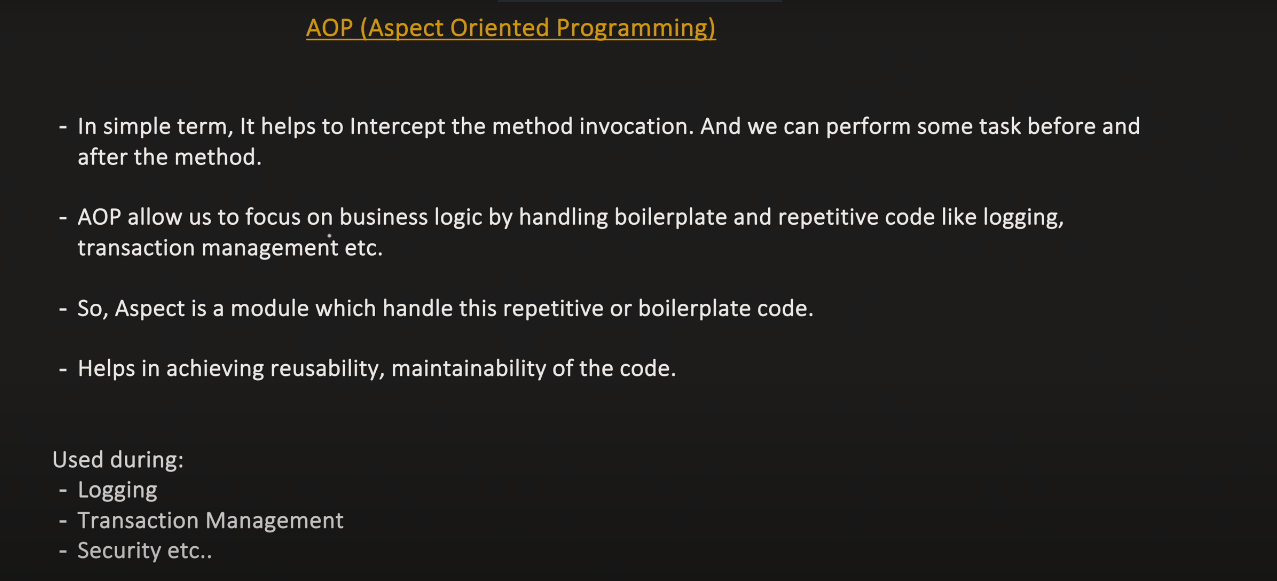 AOP (Aspect Oriented Programming)
- In simple term, It helps to Intercept the method invocation. And we can perform some task before and
after the method.
- AOP allow us to focus on business logic by handling boilerplate and repetitive code like logging,
transaction management etc.
- So, Aspect is a module which handle this repetitive or boilerplate code.
- Helps in achieving reusability, maintainability of the code.
Used during:
- Logging
- Transaction Management
- Security etc..